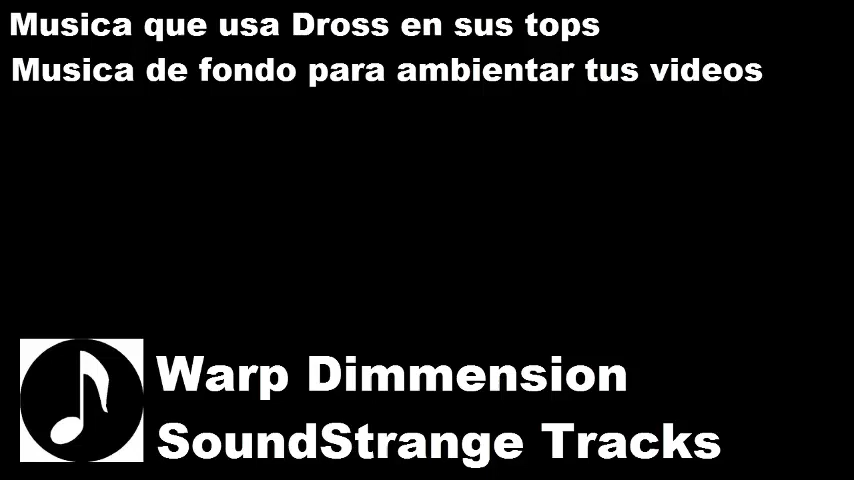 Musica que usa Dross en sus tops
Musica de fondo para ambientar tus videos
Warp Dimmension
SoundStrange Tracks